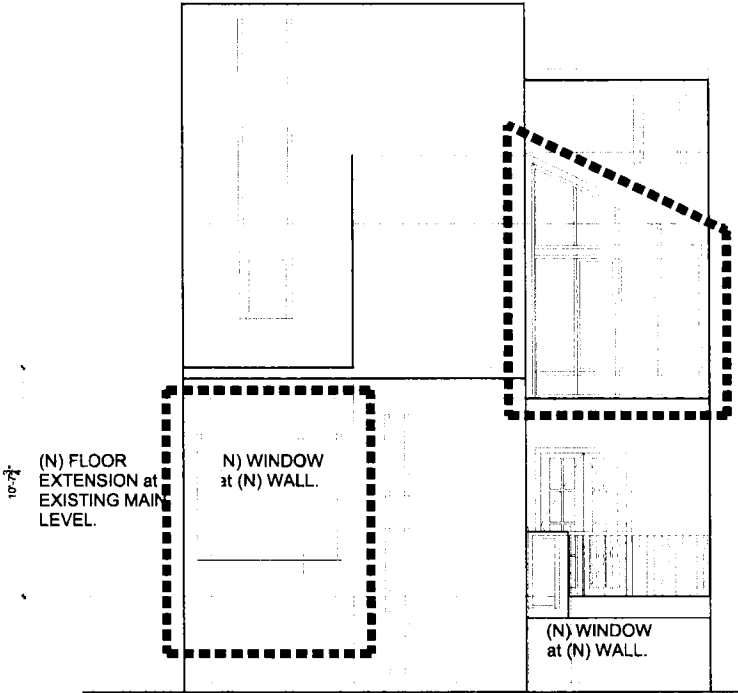 (N) FLOOR
EXTENSION at
EXISTING MAIN
LEVEL.
N) WINDOW
at (N) WALL.
10'-7¾"
(N) WINDOW
at (N) WALL.